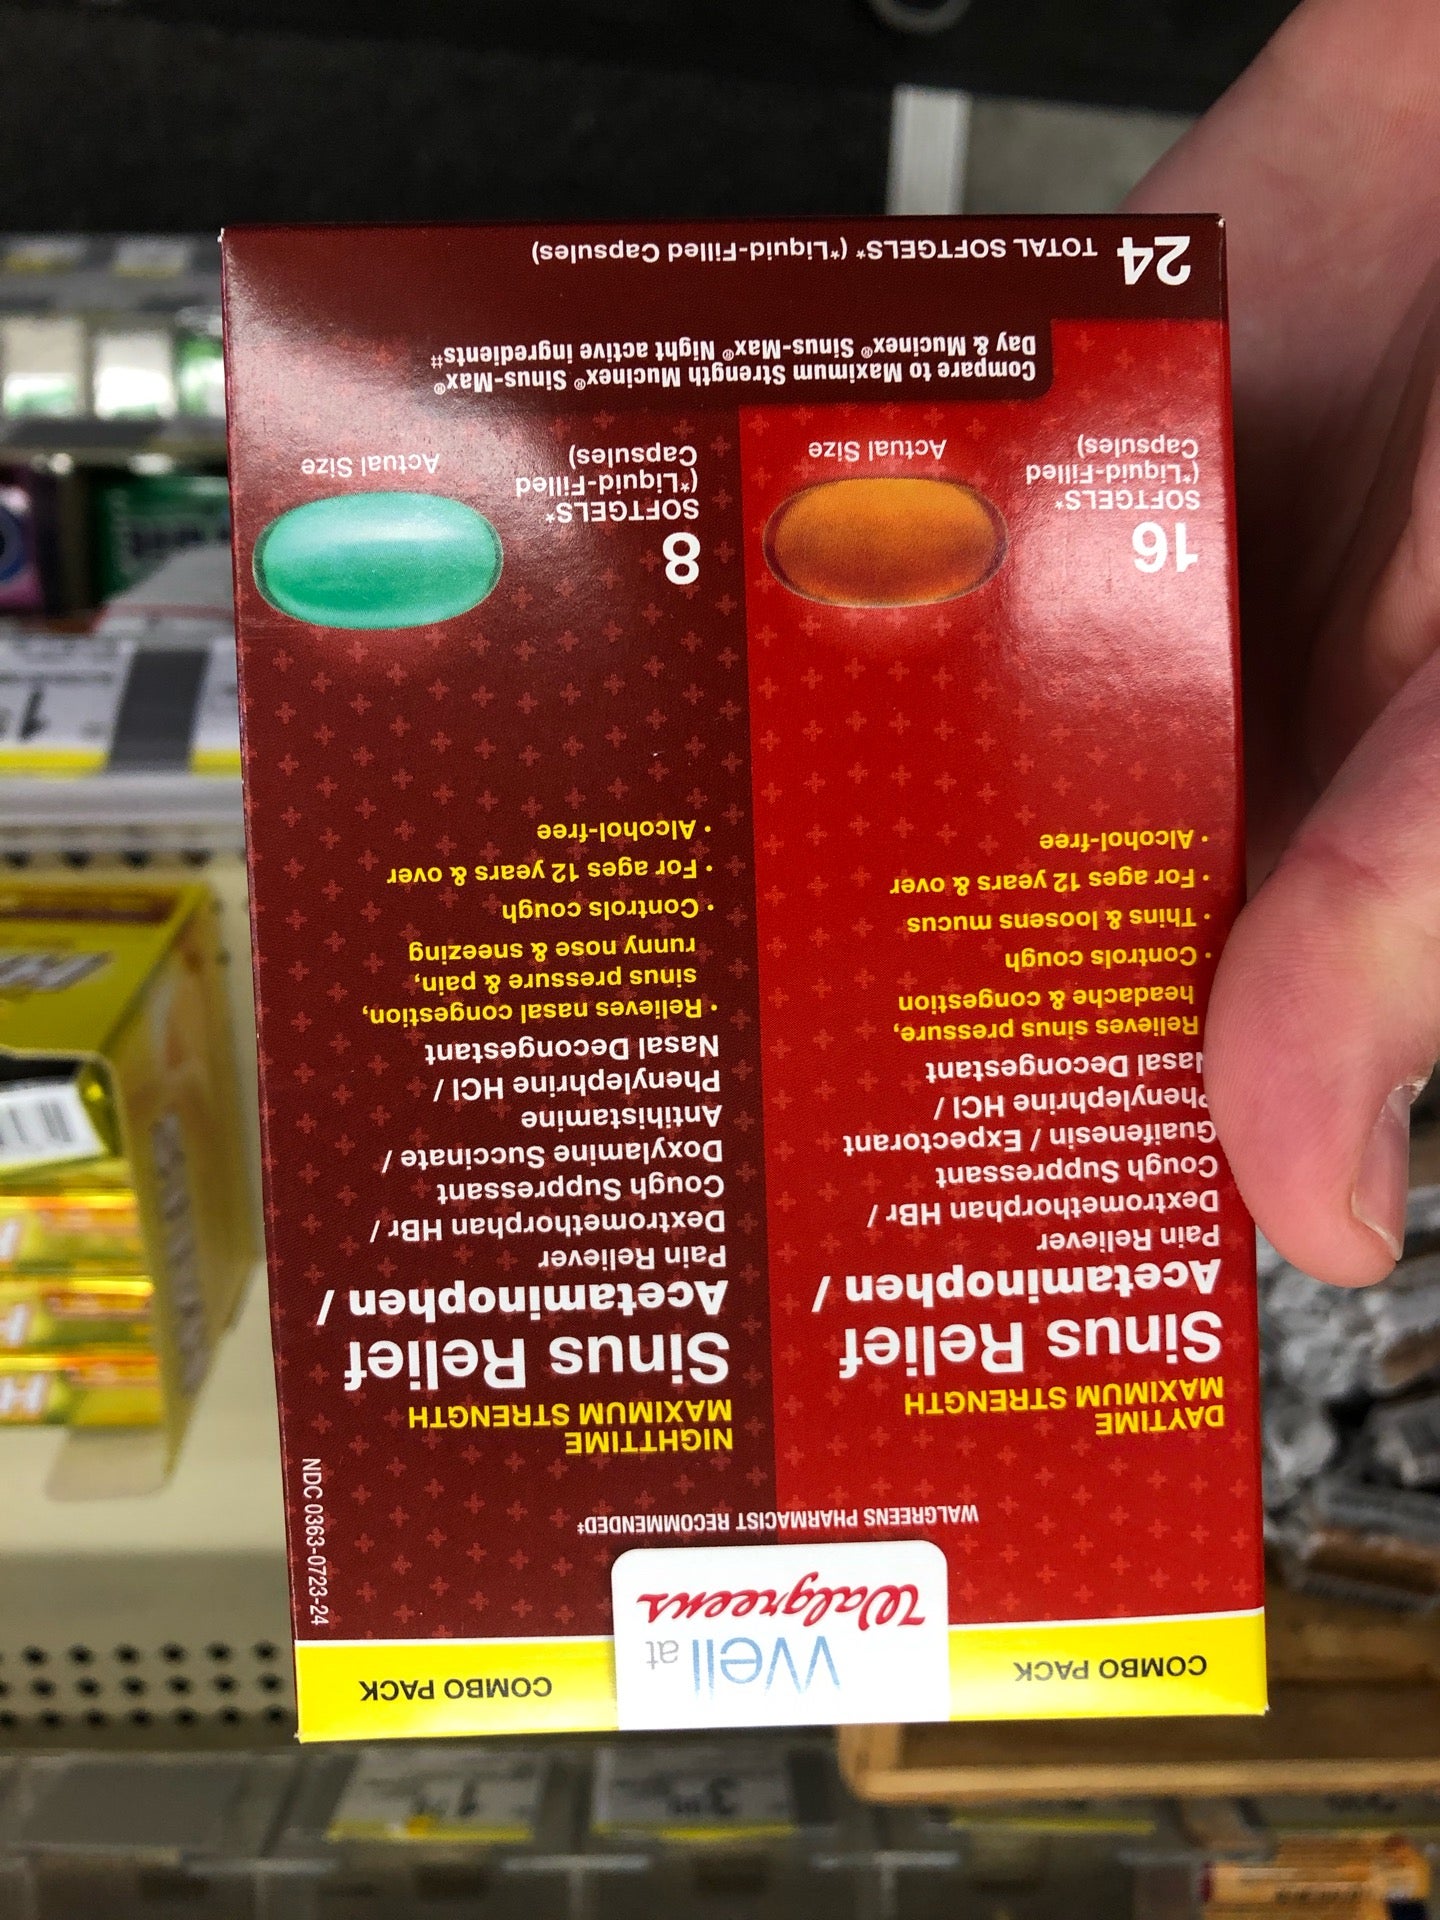 COMBO PACK
Well at
Walgreens
COMBO PACK
WALGREENS PHARMACIST RECOMMENDED‡
NDC 0363-0723-24
DAYTIME
MAXIMUM STRENGTH
Sinus Relief
Acetaminophen /
Pain Reliever
Dextromethorphan HBr /
Cough Suppressant
Guaifenesin / Expectorant
Phenylephrine HCl /
Nasal Decongestant
Relieves sinus pressure,
headache & congestion
• Controls cough
• Thins & loosens mucus
• For ages 12 years & over
• Alcohol-free
16
SOFTGELS*
(*Liquid-Filled
Capsules)
Actual Size
NIGHTTIME
MAXIMUM STRENGTH
Sinus Relief
Acetaminophen /
Pain Reliever
Dextromethorphan HBr /
Cough Suppressant
Doxylamine Succinate /
Antihistamine
Phenylephrine HCl /
Nasal Decongestant
• Relieves nasal congestion,
sinus pressure & pain,
runny nose & sneezing
• Controls cough
• For ages 12 years & over
• Alcohol-free
8
SOFTGELS*
(*Liquid-Filled
Capsules)
Actual Size
Compare to Maximum Strength Mucinex® Sinus-Max®
Day & Mucinex® Sinus-Max® Night active ingredients‡‡
24 TOTAL SOFTGELS* (*Liquid-Filled Capsules)